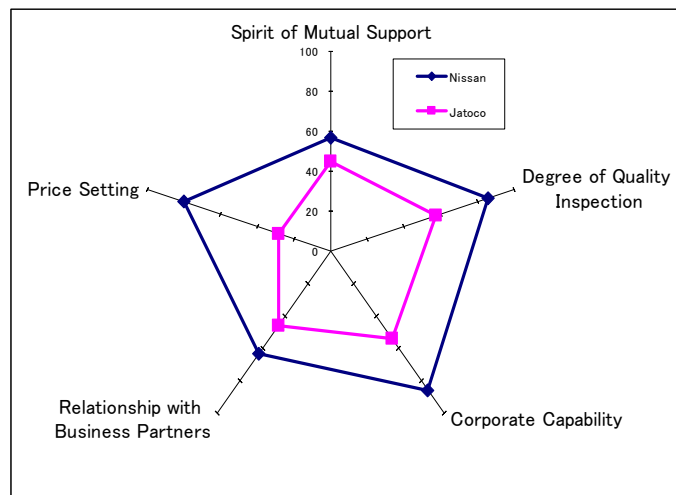 Spirit of Mutual Support
100
80
60
40
20
0
Nissan
Jatoco
Degree of Quality
Inspection
Price Setting
Relationship with
Business Partners
Corporate Capability